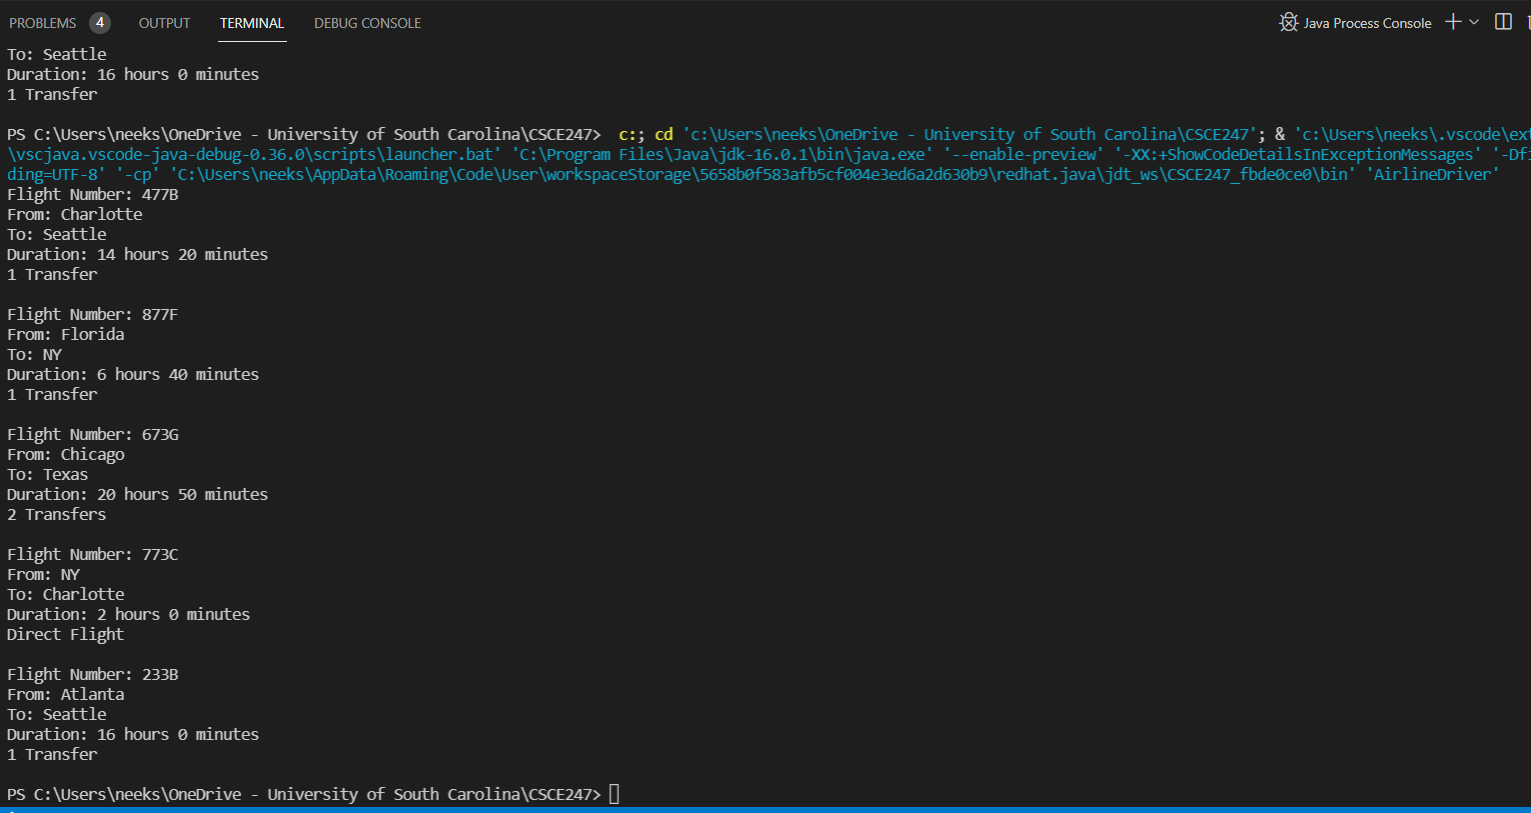 PROBLEMS 4 OUTPUT TERMINAL DEBUG CONSOLE Java Process Console
To: Seattle
Duration: 16 hours 0 minutes
1 Transfer
PS C:\Users\neeks\OneDrive - University of South Carolina\CSCE247>  c:; cd 'c:\Users\neeks\OneDrive - University of South Carolina\CSCE247'; & 'c:\Users\neeks\.vscode\ext
\vscjava.vscode-java-debug-0.36.0\scripts\launcher.bat' 'C:\Program Files\Java\jdk-16.0.1\bin\java.exe' '--enable-preview' '-XX:+ShowCodeDetailsInExceptionMessages' '-Dfi
ding=UTF-8' '-cp' 'C:\Users\neeks\AppData\Roaming\Code\User\workspaceStorage\5658b0f583afb5cf004e3ed6a2d630b9\redhat.java\jdt_ws\CSCE247_fbde0ce0\bin' 'AirlineDriver'
Flight Number: 477B
From: Charlotte
To: Seattle
Duration: 14 hours 20 minutes
1 Transfer
Flight Number: 877F
From: Florida
To: NY
Duration: 6 hours 40 minutes
1 Transfer
Flight Number: 673G
From: Chicago
To: Texas
Duration: 20 hours 50 minutes
2 Transfers
Flight Number: 773C
From: NY
To: Charlotte
Duration: 2 hours 0 minutes
Direct Flight
Flight Number: 233B
From: Atlanta
To: Seattle
Duration: 16 hours 0 minutes
1 Transfer
PS C:\Users\neeks\OneDrive - University of South Carolina\CSCE247>